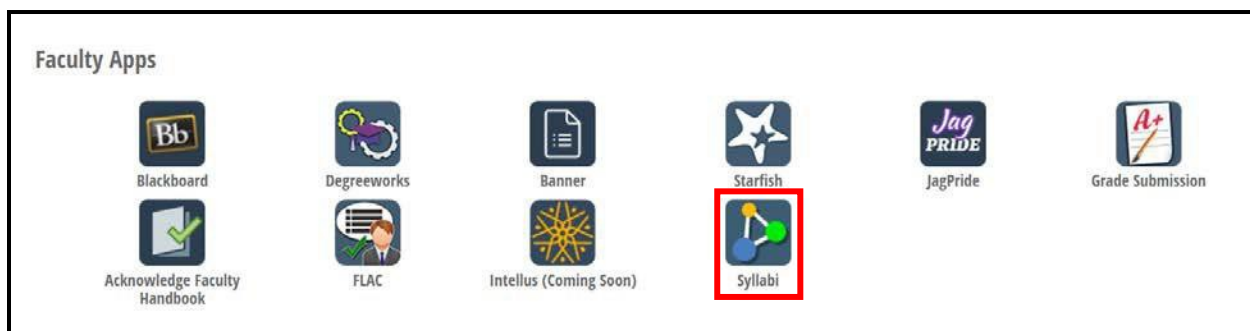 Faculty Apps
Bb
Jag
PRIDE
A+
Blackboard
Degreeworks
Banner
Starfish
JagPride
Grade Submission
Acknowledge Faculty
Handbook
FLAC
Intellus (Coming Soon)
Syllabi